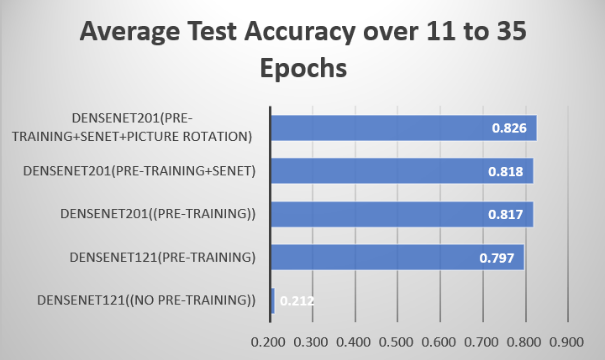 Average Test Accuracy over 11 to 35
Epochs
DENSENET201(PRE-
TRAINING+SENET+PICTURE ROTATION)
0.826
DENSENET201(PRE-TRAINING+SENET)
0.818
DENSENET201((PRE-TRAINING))
0.817
DENSENET121(PRE-TRAINING)
0.797
DENSENET121((NO PRE-TRAINING))
0.212
0.200 0.300 0.400 0.500 0.600 0.700 0.800 0.900